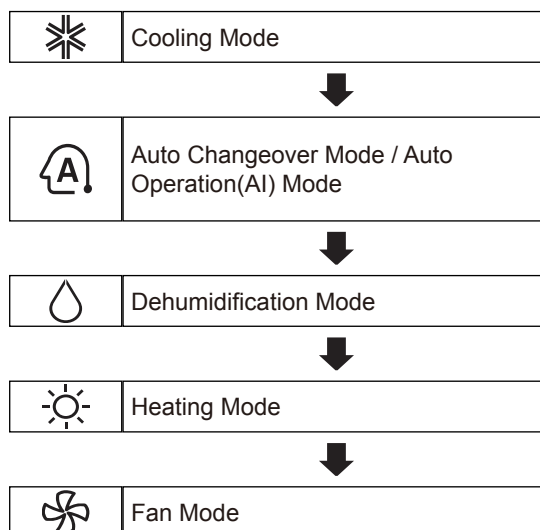 Cooling Mode
A
Auto Changeover Mode / Auto
Operation(AI) Mode
Dehumidification Mode
Heating Mode
Fan Mode